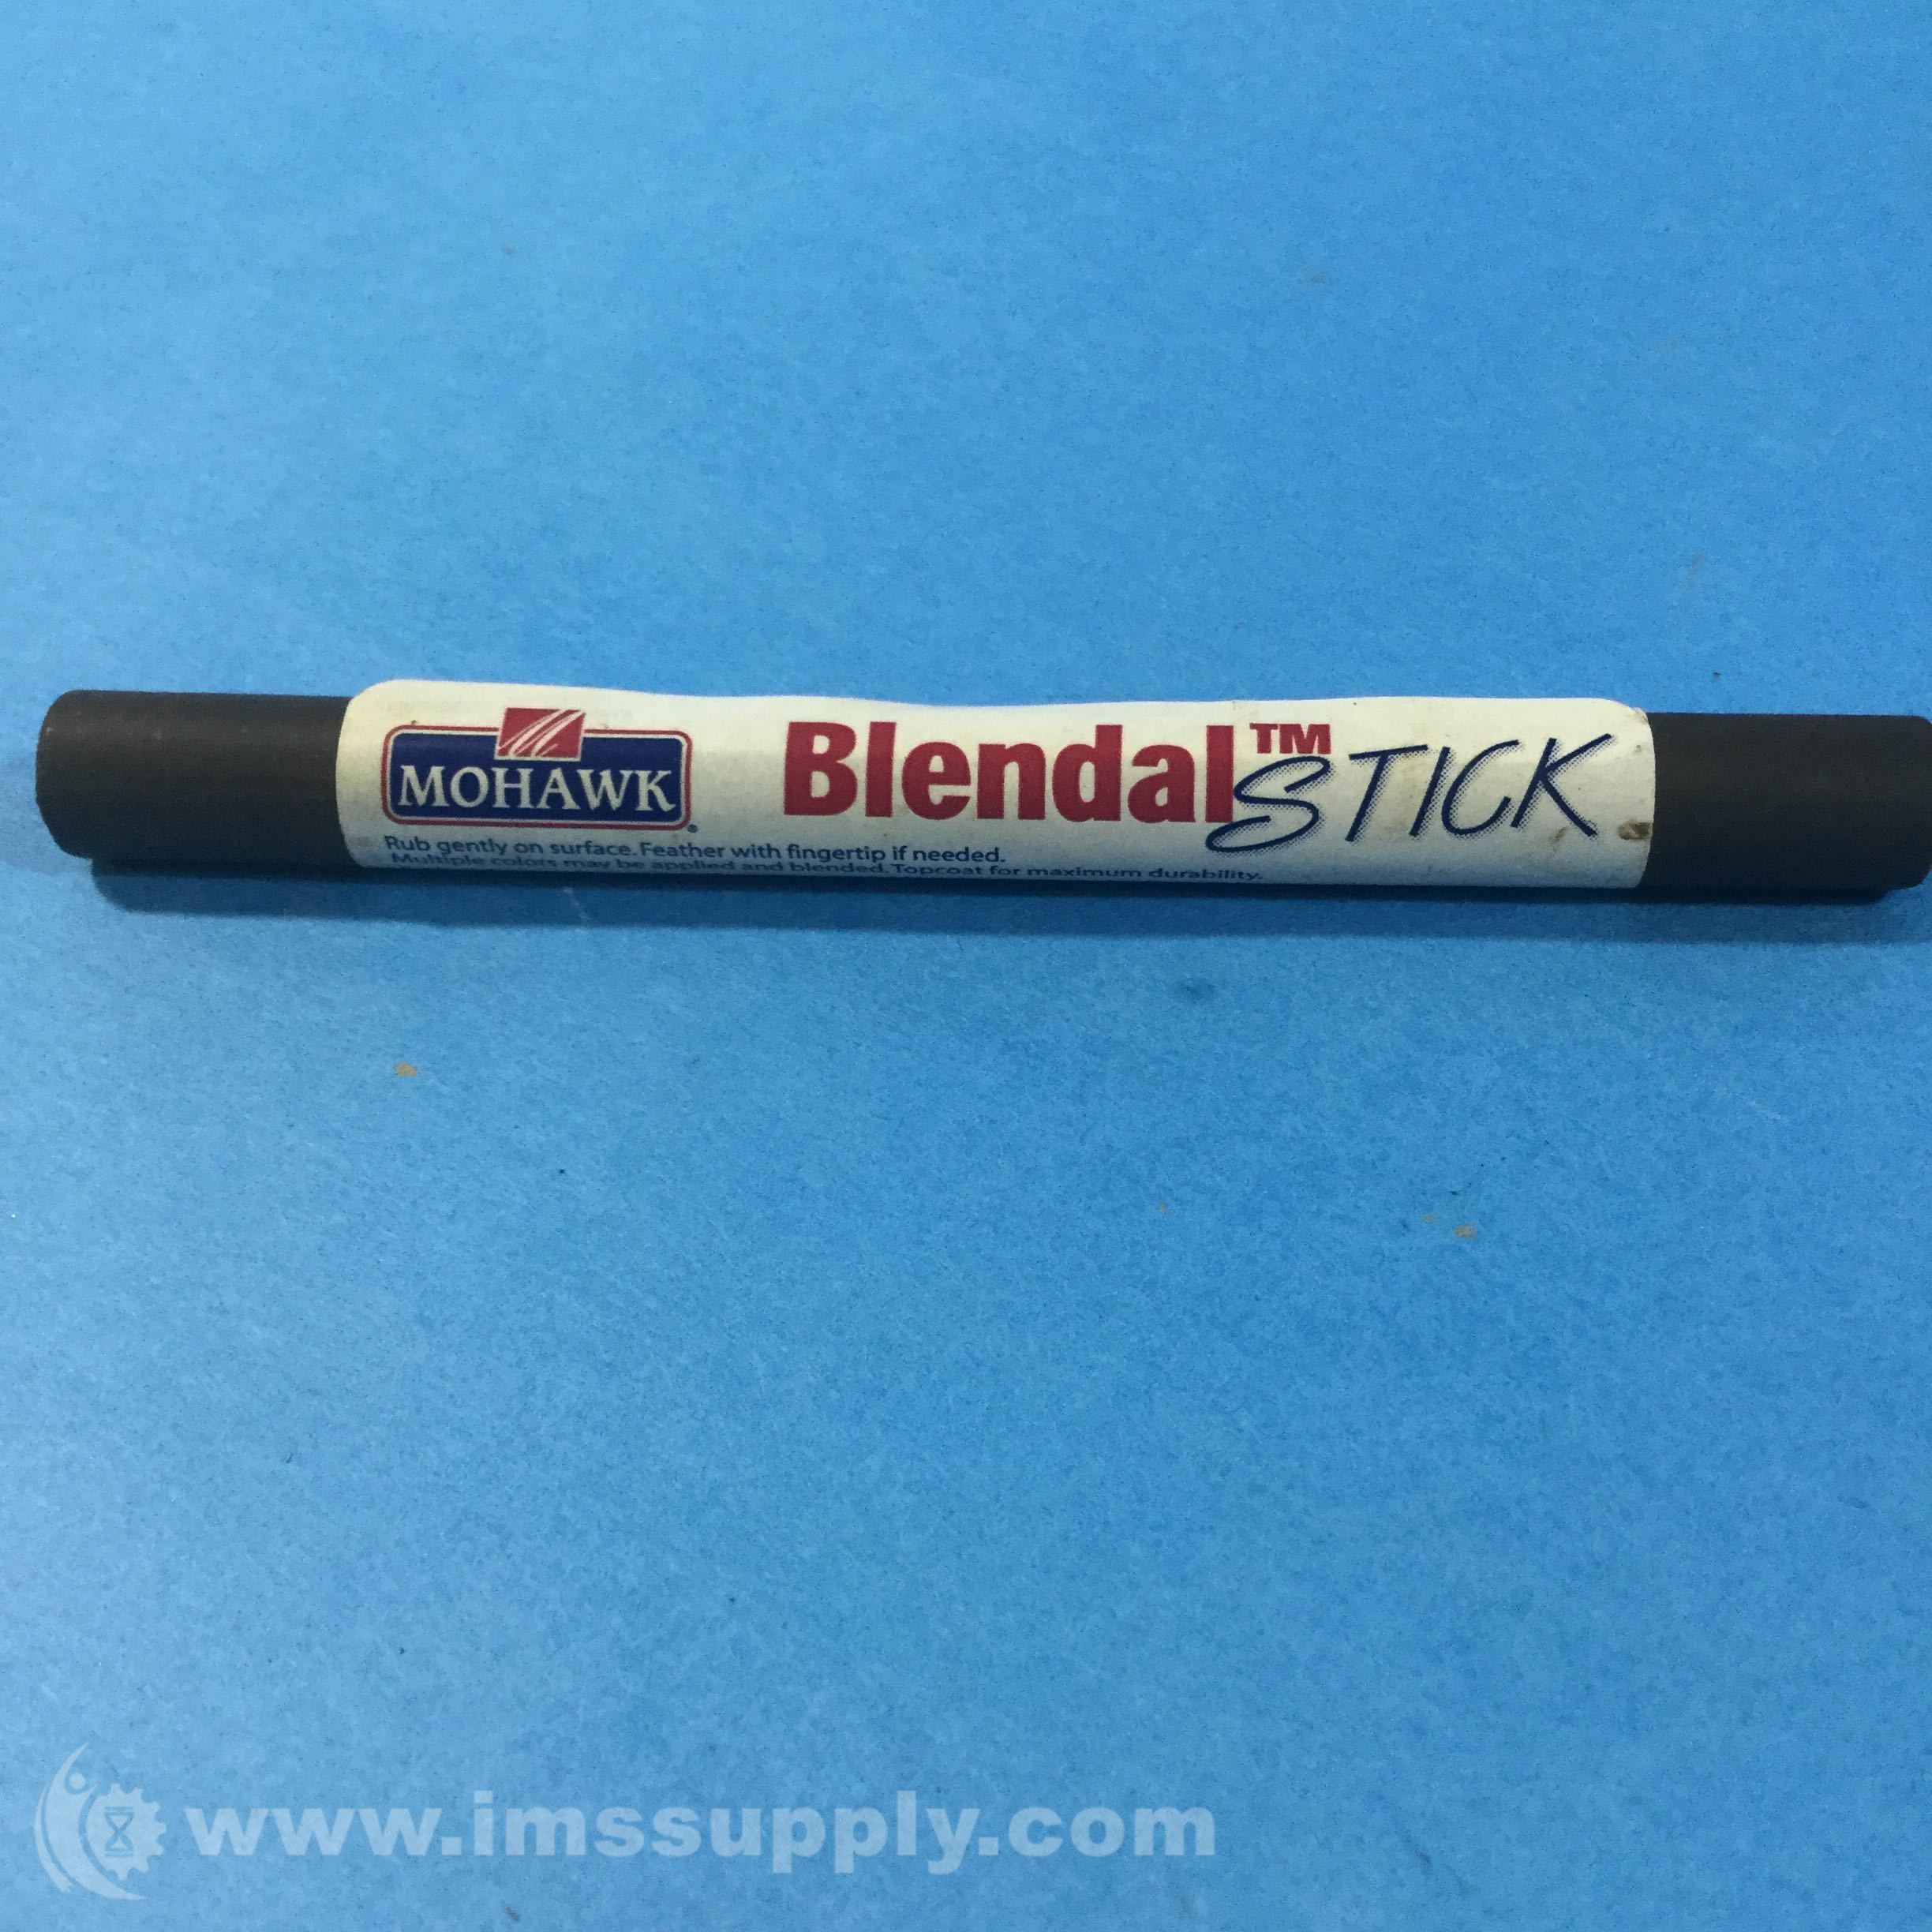 MOHAWK
Blendal™ STICK
Rub gently on surface. Feather with fingertip if needed.
Multiple colors may be applied and blended. Topcoat for maximum durability.
www.imssupply.com